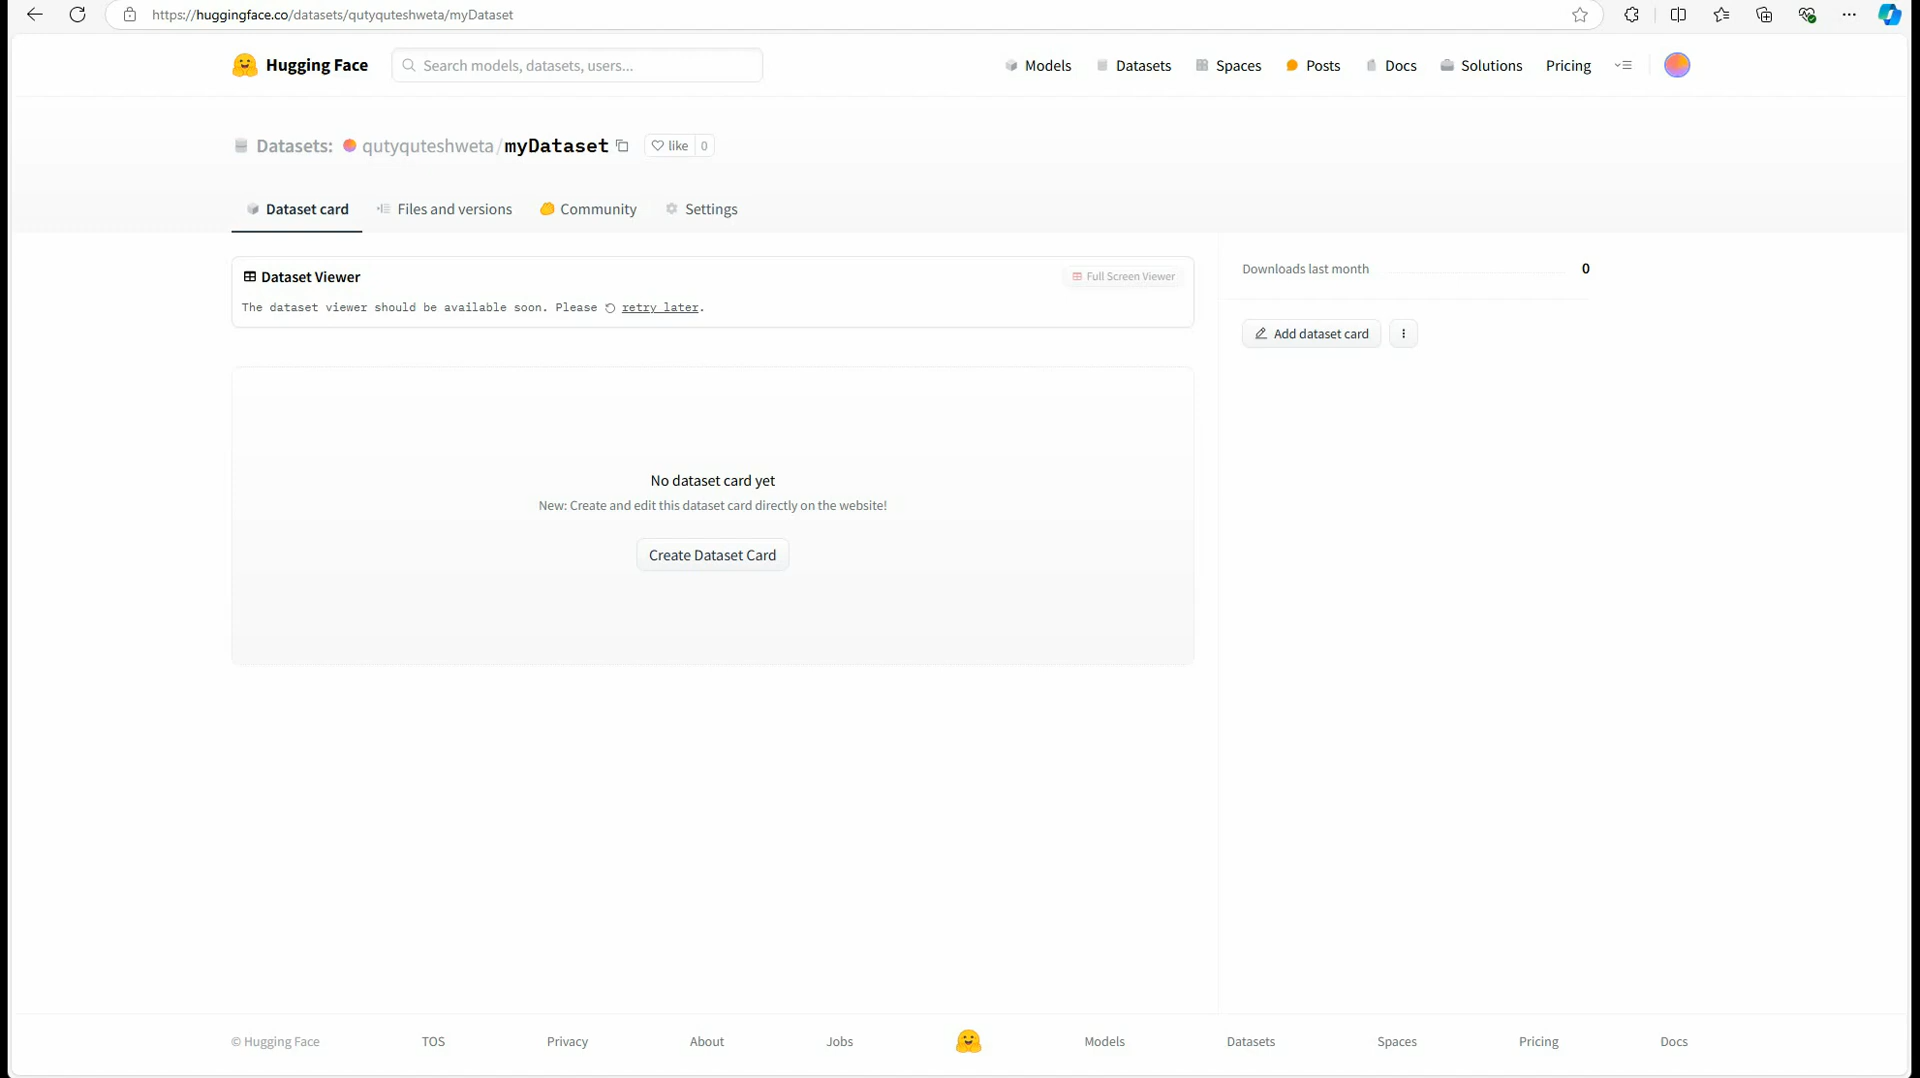 https://huggingface.co/datasets/qutyquteshweta/myDataset
Hugging Face
Search models, datasets, users...
Models
Datasets
Spaces
Posts
Docs
Solutions
Pricing
Datasets: qutyquteshweta/myDataset
like 0
Dataset card
Files and versions
Community
Settings
Dataset Viewer
Full Screen Viewer
The dataset viewer should be available soon. Please retry later.
Downloads last month 0
Add dataset card
No dataset card yet
New: Create and edit this dataset card directly on the website!
Create Dataset Card
© Hugging Face
TOS
Privacy
About
Jobs
Models
Datasets
Spaces
Pricing
Docs